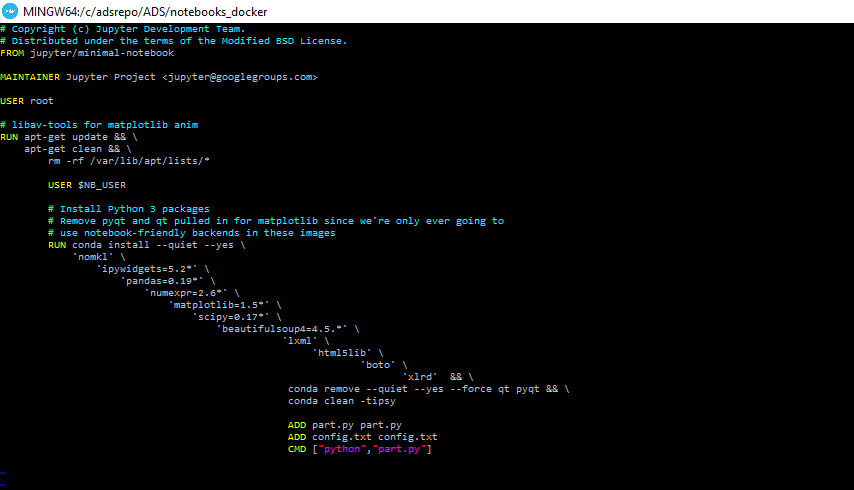 MINGW64:/c/adsrepo/ADS/notebooks_docker
# Copyright (c) Jupyter Development Team.
# Distributed under the terms of the Modified BSD License.
FROM jupyter/minimal-notebook
MAINTAINER Jupyter Project <jupyter@googlegroups.com>
USER root
# libav-tools for matplotlib anim
RUN apt-get update && \
apt-get clean && \
rm -rf /var/lib/apt/lists/*
USER $NB_USER
# Install Python 3 packages
# Remove pyqt and qt pulled in for matplotlib since we're only ever going to
# use notebook-friendly backends in these images
RUN conda install --quiet --yes \
'nomkl' \
'ipywidgets=5.2*' \
'pandas=0.19*' \
'numexpr=2.6*' \
'matplotlib=1.5*' \
'scipy=0.17*' \
'beautifulsoup4=4.5.*' \
'lxml' \
'html5lib' \
'boto' \
'xlrd'  && \
conda remove --quiet --yes --force qt pyqt && \
conda clean -tipsy
ADD part.py part.py
ADD config.txt config.txt
CMD ["python","part.py"]
~
~